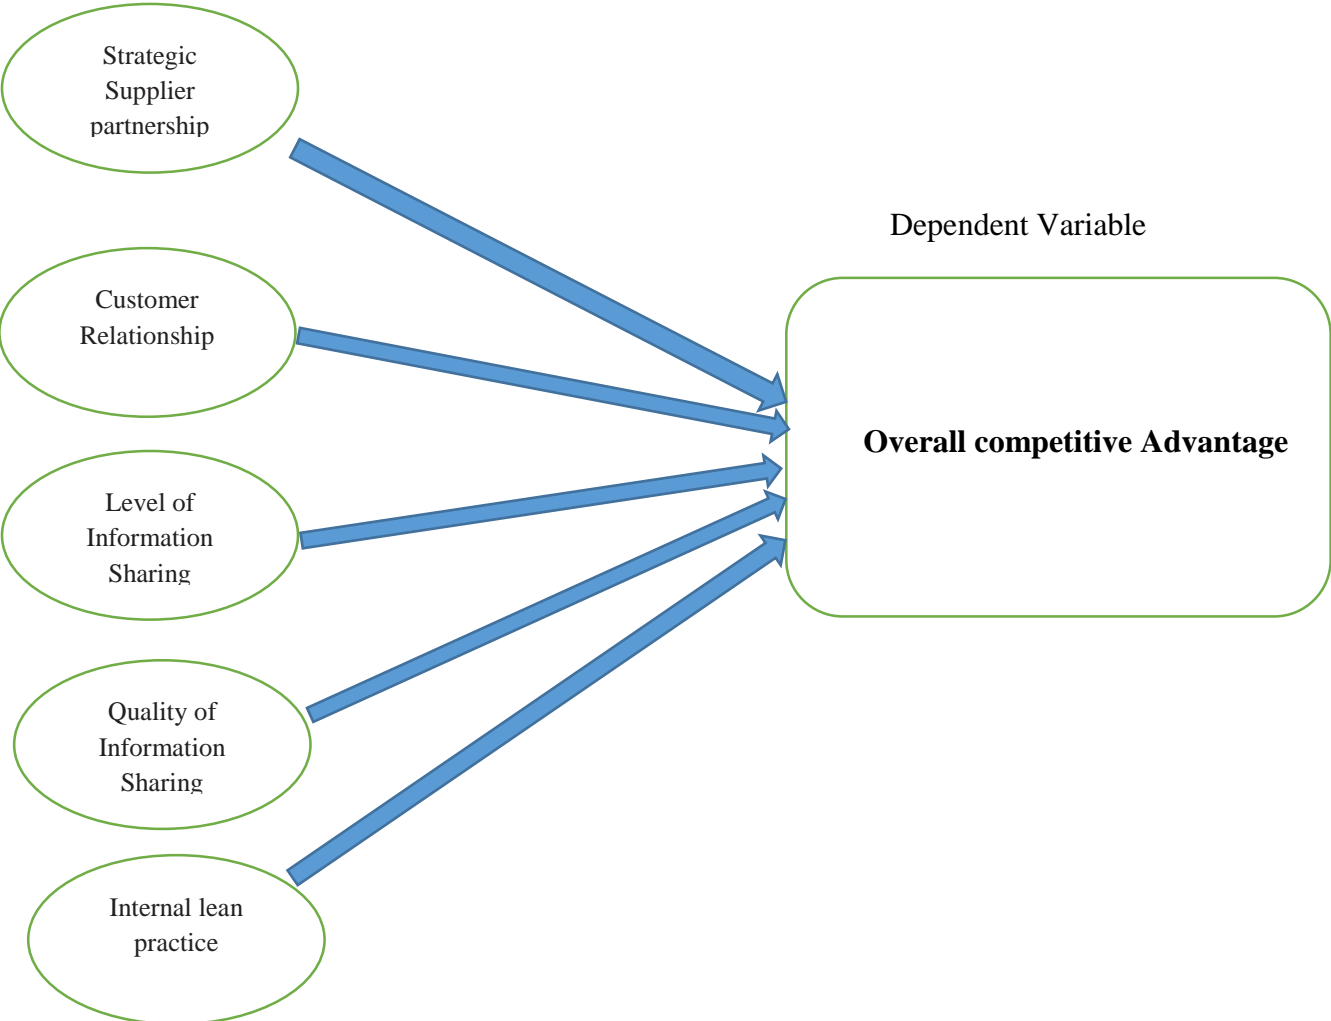 Strategic
Supplier
partnership
Dependent Variable
Customer
Relationship
Overall competitive Advantage
Level of
Information
Sharing
Quality of
Information
Sharing
Internal lean
practice